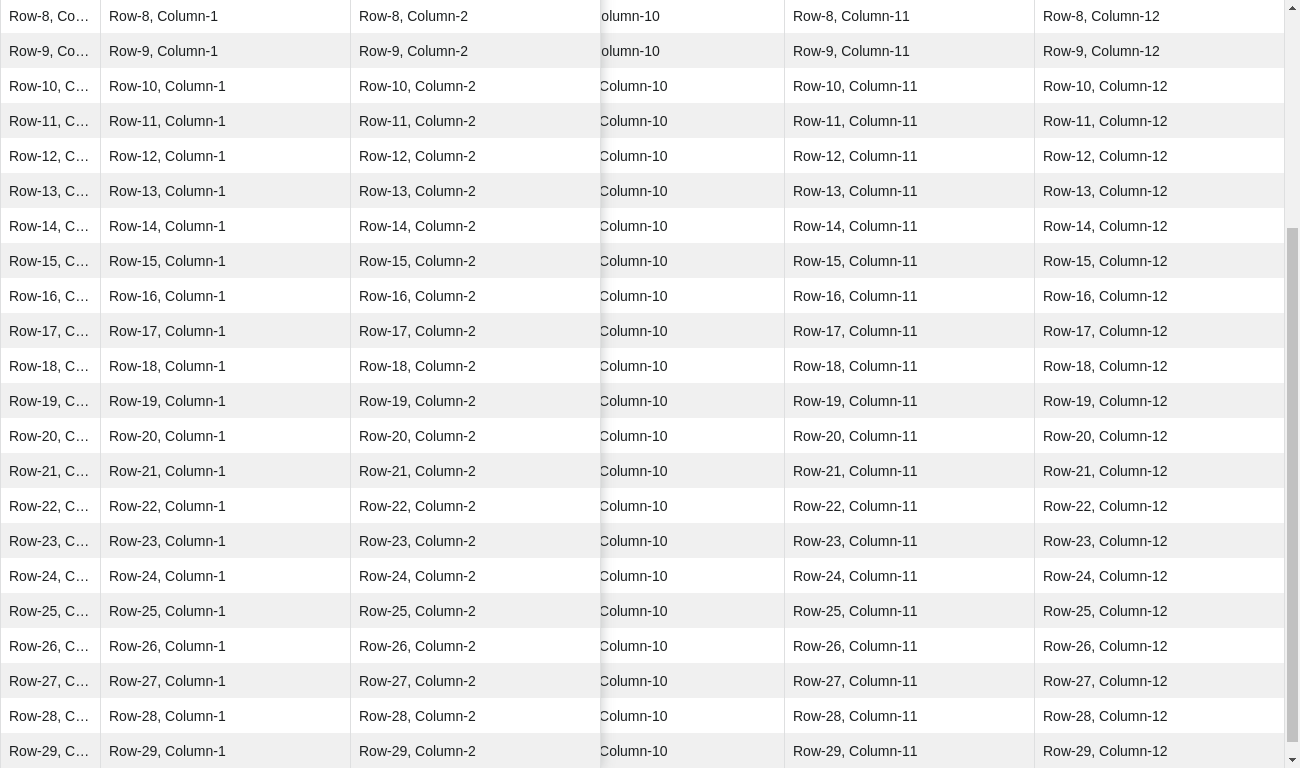 Row-8, Co… Row-8, Column-1 Row-8, Column-2 olumn-10 Row-8, Column-11 Row-8, Column-12
Row-9, Co… Row-9, Column-1 Row-9, Column-2 olumn-10 Row-9, Column-11 Row-9, Column-12
Row-10, C… Row-10, Column-1 Row-10, Column-2 Column-10 Row-10, Column-11 Row-10, Column-12
Row-11, C… Row-11, Column-1 Row-11, Column-2 Column-10 Row-11, Column-11 Row-11, Column-12
Row-12, C… Row-12, Column-1 Row-12, Column-2 Column-10 Row-12, Column-11 Row-12, Column-12
Row-13, C… Row-13, Column-1 Row-13, Column-2 Column-10 Row-13, Column-11 Row-13, Column-12
Row-14, C… Row-14, Column-1 Row-14, Column-2 Column-10 Row-14, Column-11 Row-14, Column-12
Row-15, C… Row-15, Column-1 Row-15, Column-2 Column-10 Row-15, Column-11 Row-15, Column-12
Row-16, C… Row-16, Column-1 Row-16, Column-2 Column-10 Row-16, Column-11 Row-16, Column-12
Row-17, C… Row-17, Column-1 Row-17, Column-2 Column-10 Row-17, Column-11 Row-17, Column-12
Row-18, C… Row-18, Column-1 Row-18, Column-2 Column-10 Row-18, Column-11 Row-18, Column-12
Row-19, C… Row-19, Column-1 Row-19, Column-2 Column-10 Row-19, Column-11 Row-19, Column-12
Row-20, C… Row-20, Column-1 Row-20, Column-2 Column-10 Row-20, Column-11 Row-20, Column-12
Row-21, C… Row-21, Column-1 Row-21, Column-2 Column-10 Row-21, Column-11 Row-21, Column-12
Row-22, C… Row-22, Column-1 Row-22, Column-2 Column-10 Row-22, Column-11 Row-22, Column-12
Row-23, C… Row-23, Column-1 Row-23, Column-2 Column-10 Row-23, Column-11 Row-23, Column-12
Row-24, C… Row-24, Column-1 Row-24, Column-2 Column-10 Row-24, Column-11 Row-24, Column-12
Row-25, C… Row-25, Column-1 Row-25, Column-2 Column-10 Row-25, Column-11 Row-25, Column-12
Row-26, C… Row-26, Column-1 Row-26, Column-2 Column-10 Row-26, Column-11 Row-26, Column-12
Row-27, C… Row-27, Column-1 Row-27, Column-2 Column-10 Row-27, Column-11 Row-27, Column-12
Row-28, C… Row-28, Column-1 Row-28, Column-2 Column-10 Row-28, Column-11 Row-28, Column-12
Row-29, C… Row-29, Column-1 Row-29, Column-2 Column-10 Row-29, Column-11 Row-29, Column-12